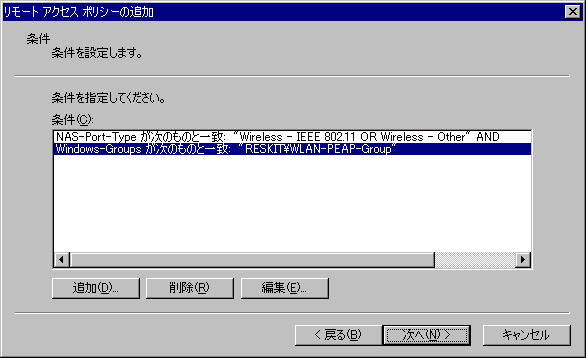 リモート アクセス ポリシーの追加
条件
条件を設定します。
条件を指定してください。
条件(C):
NAS-Port-Type が次のものと一致: "Wireless - IEEE 802.11 OR Wireless - Other" AND
Windows-Groups が次のものと一致: "RESKIT¥WLAN-PEAP-Group"
追加(D)... 削除(R) 編集(E)...
< 戻る(B) 次へ(N) > キャンセル